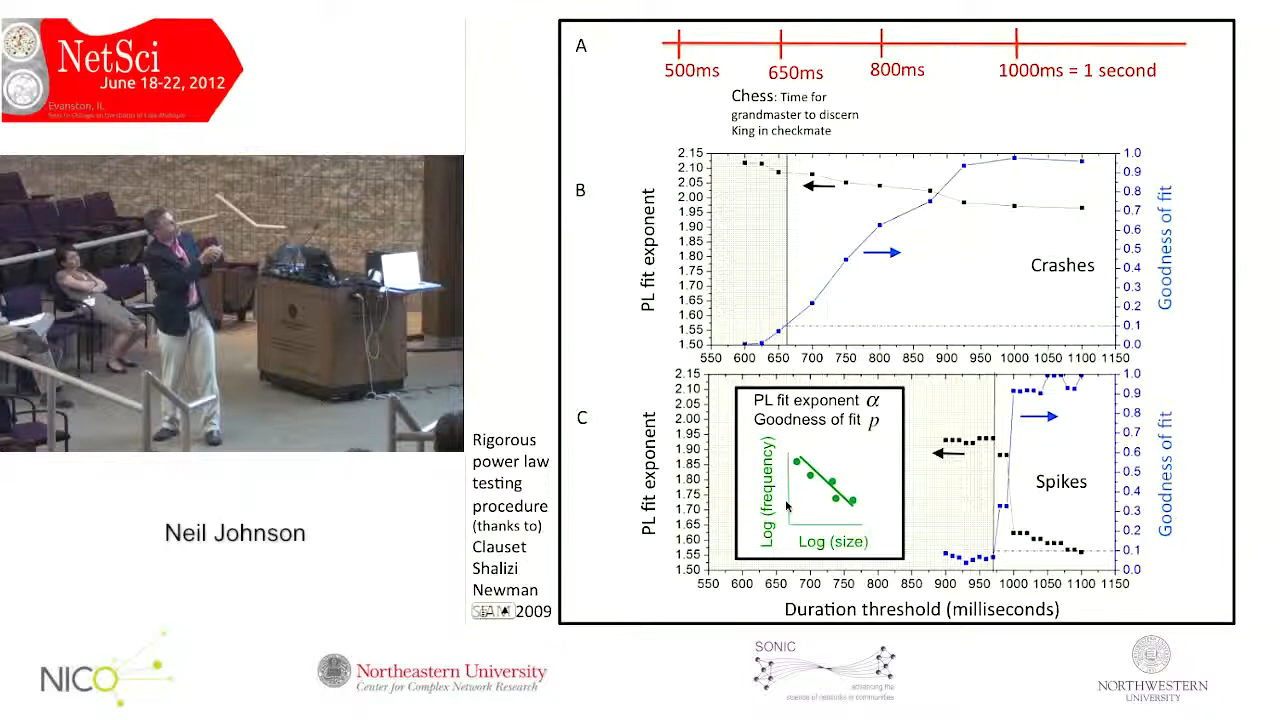 NetSci
June 18-22, 2012
Evanston, IL
Neil Johnson
Rigorous
power law
testing
procedure
(thanks to)
Clauset
Shalizi
Newman
2009
A
500ms
650ms
800ms
1000ms = 1 second
Chess: Time for
grandmaster to discern
King in checkmate
B
PL fit exponent
2.15
2.10
2.05
2.00
1.95
1.90
1.85
1.80
1.75
1.70
1.65
1.60
1.55
1.50
Crashes
1.0
0.9
0.8
0.7
0.6
0.5
0.4
0.3
0.2
0.1
0.0
Goodness of fit
550 600 650 700 750 800 850 900 950 1000 1050 1100 1150
C
PL fit exponent
2.15
2.10
2.05
2.00
1.95
1.90
1.85
1.80
1.75
1.70
1.65
1.60
1.55
1.50
PL fit exponent α
Goodness of fit p
Log (frequency)
Log (size)
Spikes
1.0
0.9
0.8
0.7
0.6
0.5
0.4
0.3
0.2
0.1
0.0
Goodness of fit
550 600 650 700 750 800 850 900 950 1000 1050 1100 1150
Duration threshold (milliseconds)
NICO
Northeastern University
Center for Complex Network Research
SONIC
advancing the
science of networks in communities
NORTHWESTERN
UNIVERSITY